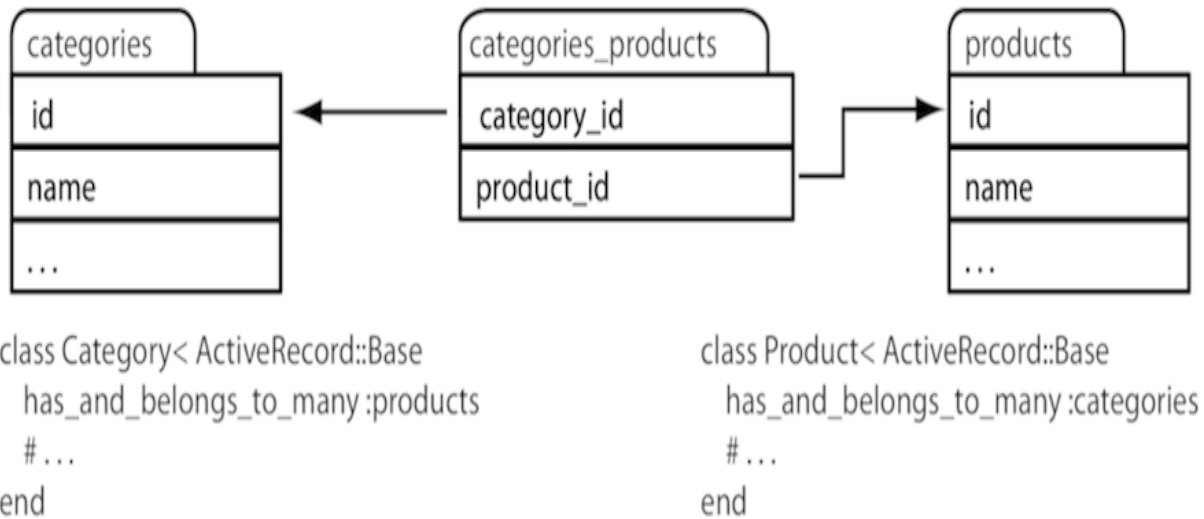 categories
id
name
...
categories_products
category_id
product_id
products
id
name
...
class Category< ActiveRecord::Base
has_and_belongs_to_many :products
# ...
end
class Product< ActiveRecord::Base
has_and_belongs_to_many :categories
# ...
end